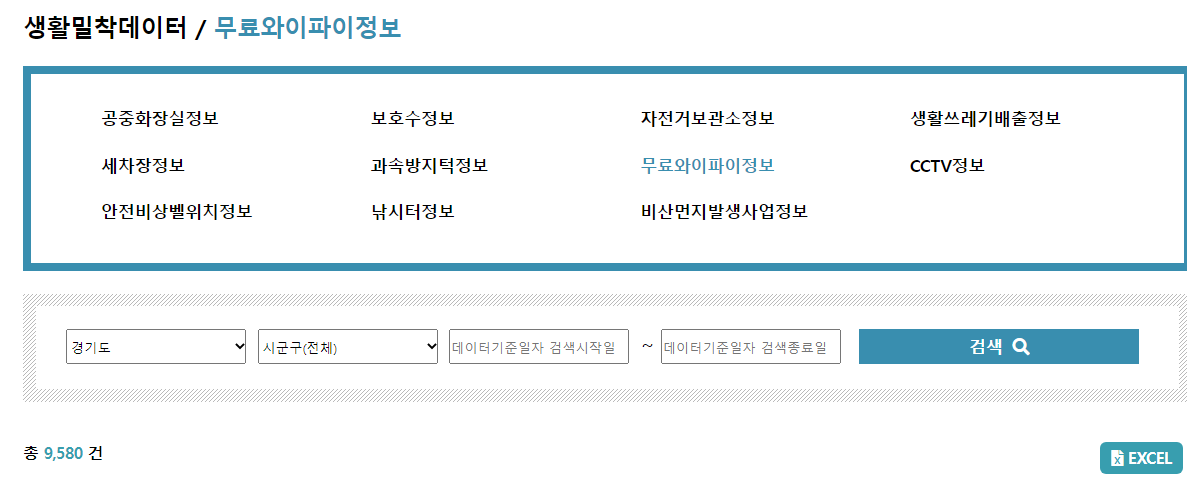 생활밀착데이터 / 무료와이파이정보
공중화장실정보 보호수정보 자전거보관소정보 생활쓰레기배출정보
세차장정보 과속방지턱정보 무료와이파이정보 CCTV정보
안전비상벨위치정보 낚시터정보 비산먼지발생사업정보
경기도 시군구(전체) 데이터기준일자 검색시작일 ~ 데이터기준일자 검색종료일 검색
총 9,580 건 EXCEL